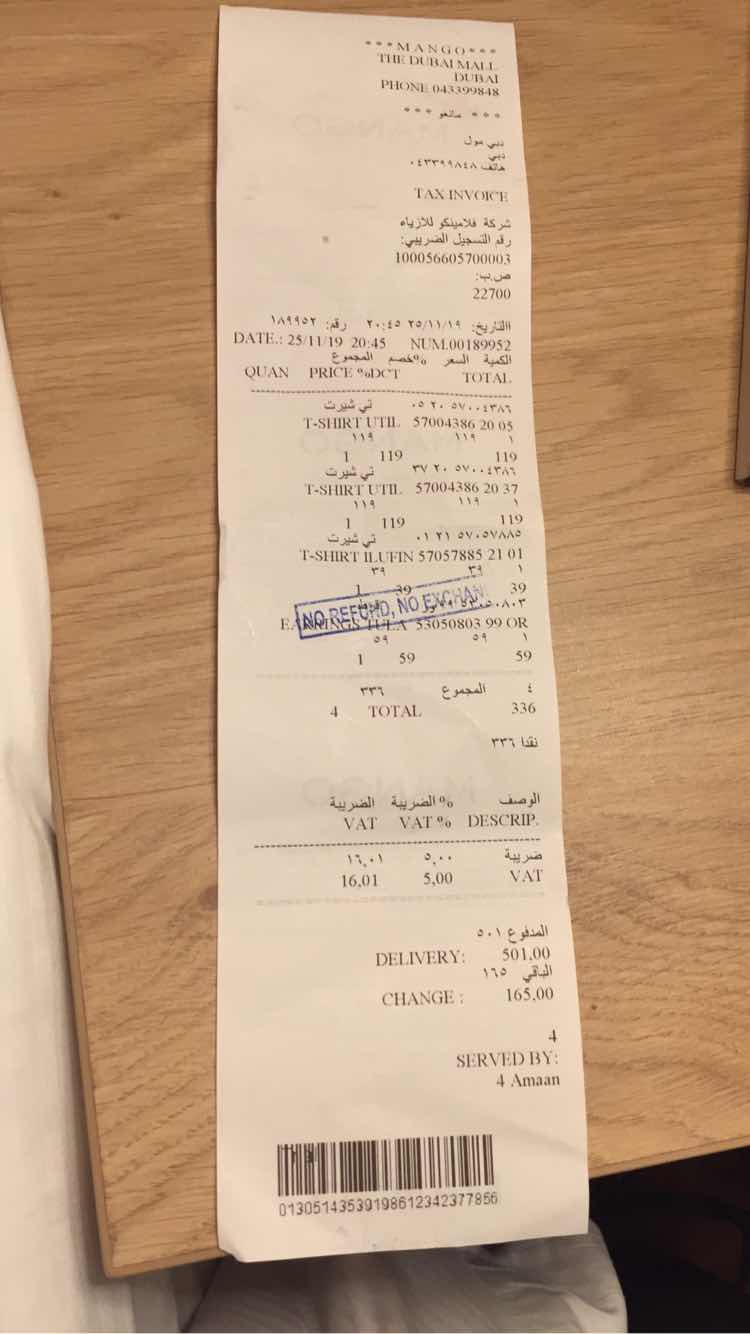 ***MANGO***
THE DUBAI MALL
DUBAI
PHONE 043399848
*** مانغو ***
دبي مول
دبي
هاتف ٠٤٣٣٩٩٨٤٨
TAX INVOICE
شركة فلامينكو للازياء
رقم التسجيل الضريبي:
100056605700003
ص.ب:
22700
االتاريخ: ٢٥/١١/١٩ ٢٠:٤٥ رقم: ١٨٩٩٥٢
DATE.: 25/11/19 20:45 NUM.00189952
الكمية السعر %خصم المجموع
QUAN PRICE %DCT TOTAL
٥٧٠٠٤٣٨٦ ٢٠ ٠٥ تي شيرت
T-SHIRT UTIL 57004386 20 05
١ ١١٩ ١١٩
1 119 119
٥٧٠٠٤٣٨٦ ٢٠ ٣٧ تي شيرت
T-SHIRT UTIL 57004386 20 37
١ ١١٩ ١١٩
1 119 119
٥٧٠٥٧٨٨٥ ٢١ ٠١ تي شيرت
T-SHIRT ILUFIN 57057885 21 01
١ ٣٩ ٣٩
1 39 39
NO REFUND, NO EXCHAN
٥٣٠٥٠٨٠٣ ٩٩
EARRINGS TULA 53050803 99 OR
١ ٥٩ ٥٩
1 59 59
٤ المجموع ٣٣٦
4 TOTAL 336
نقدا ٣٣٦
الوصف %الضريبة الضريبة
VAT VAT % DESCRIP.
ضريبة ٥,٠٠ ١٦,٠١
16,01 5,00 VAT
المدفوع ٥٠١
DELIVERY: 501,00
الباقي ١٦٥
CHANGE : 165,00
4
SERVED BY:
4 Amaan
01305143539198612342377856